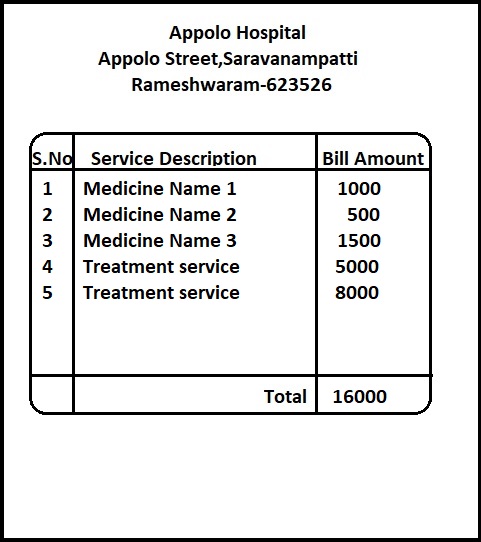 Appolo Hospital
Appolo Street,Saravanampatti
Rameshwaram-623526
S.No Service Description Bill Amount
1 Medicine Name 1 1000
2 Medicine Name 2 500
3 Medicine Name 3 1500
4 Treatment service 5000
5 Treatment service 8000
Total 16000